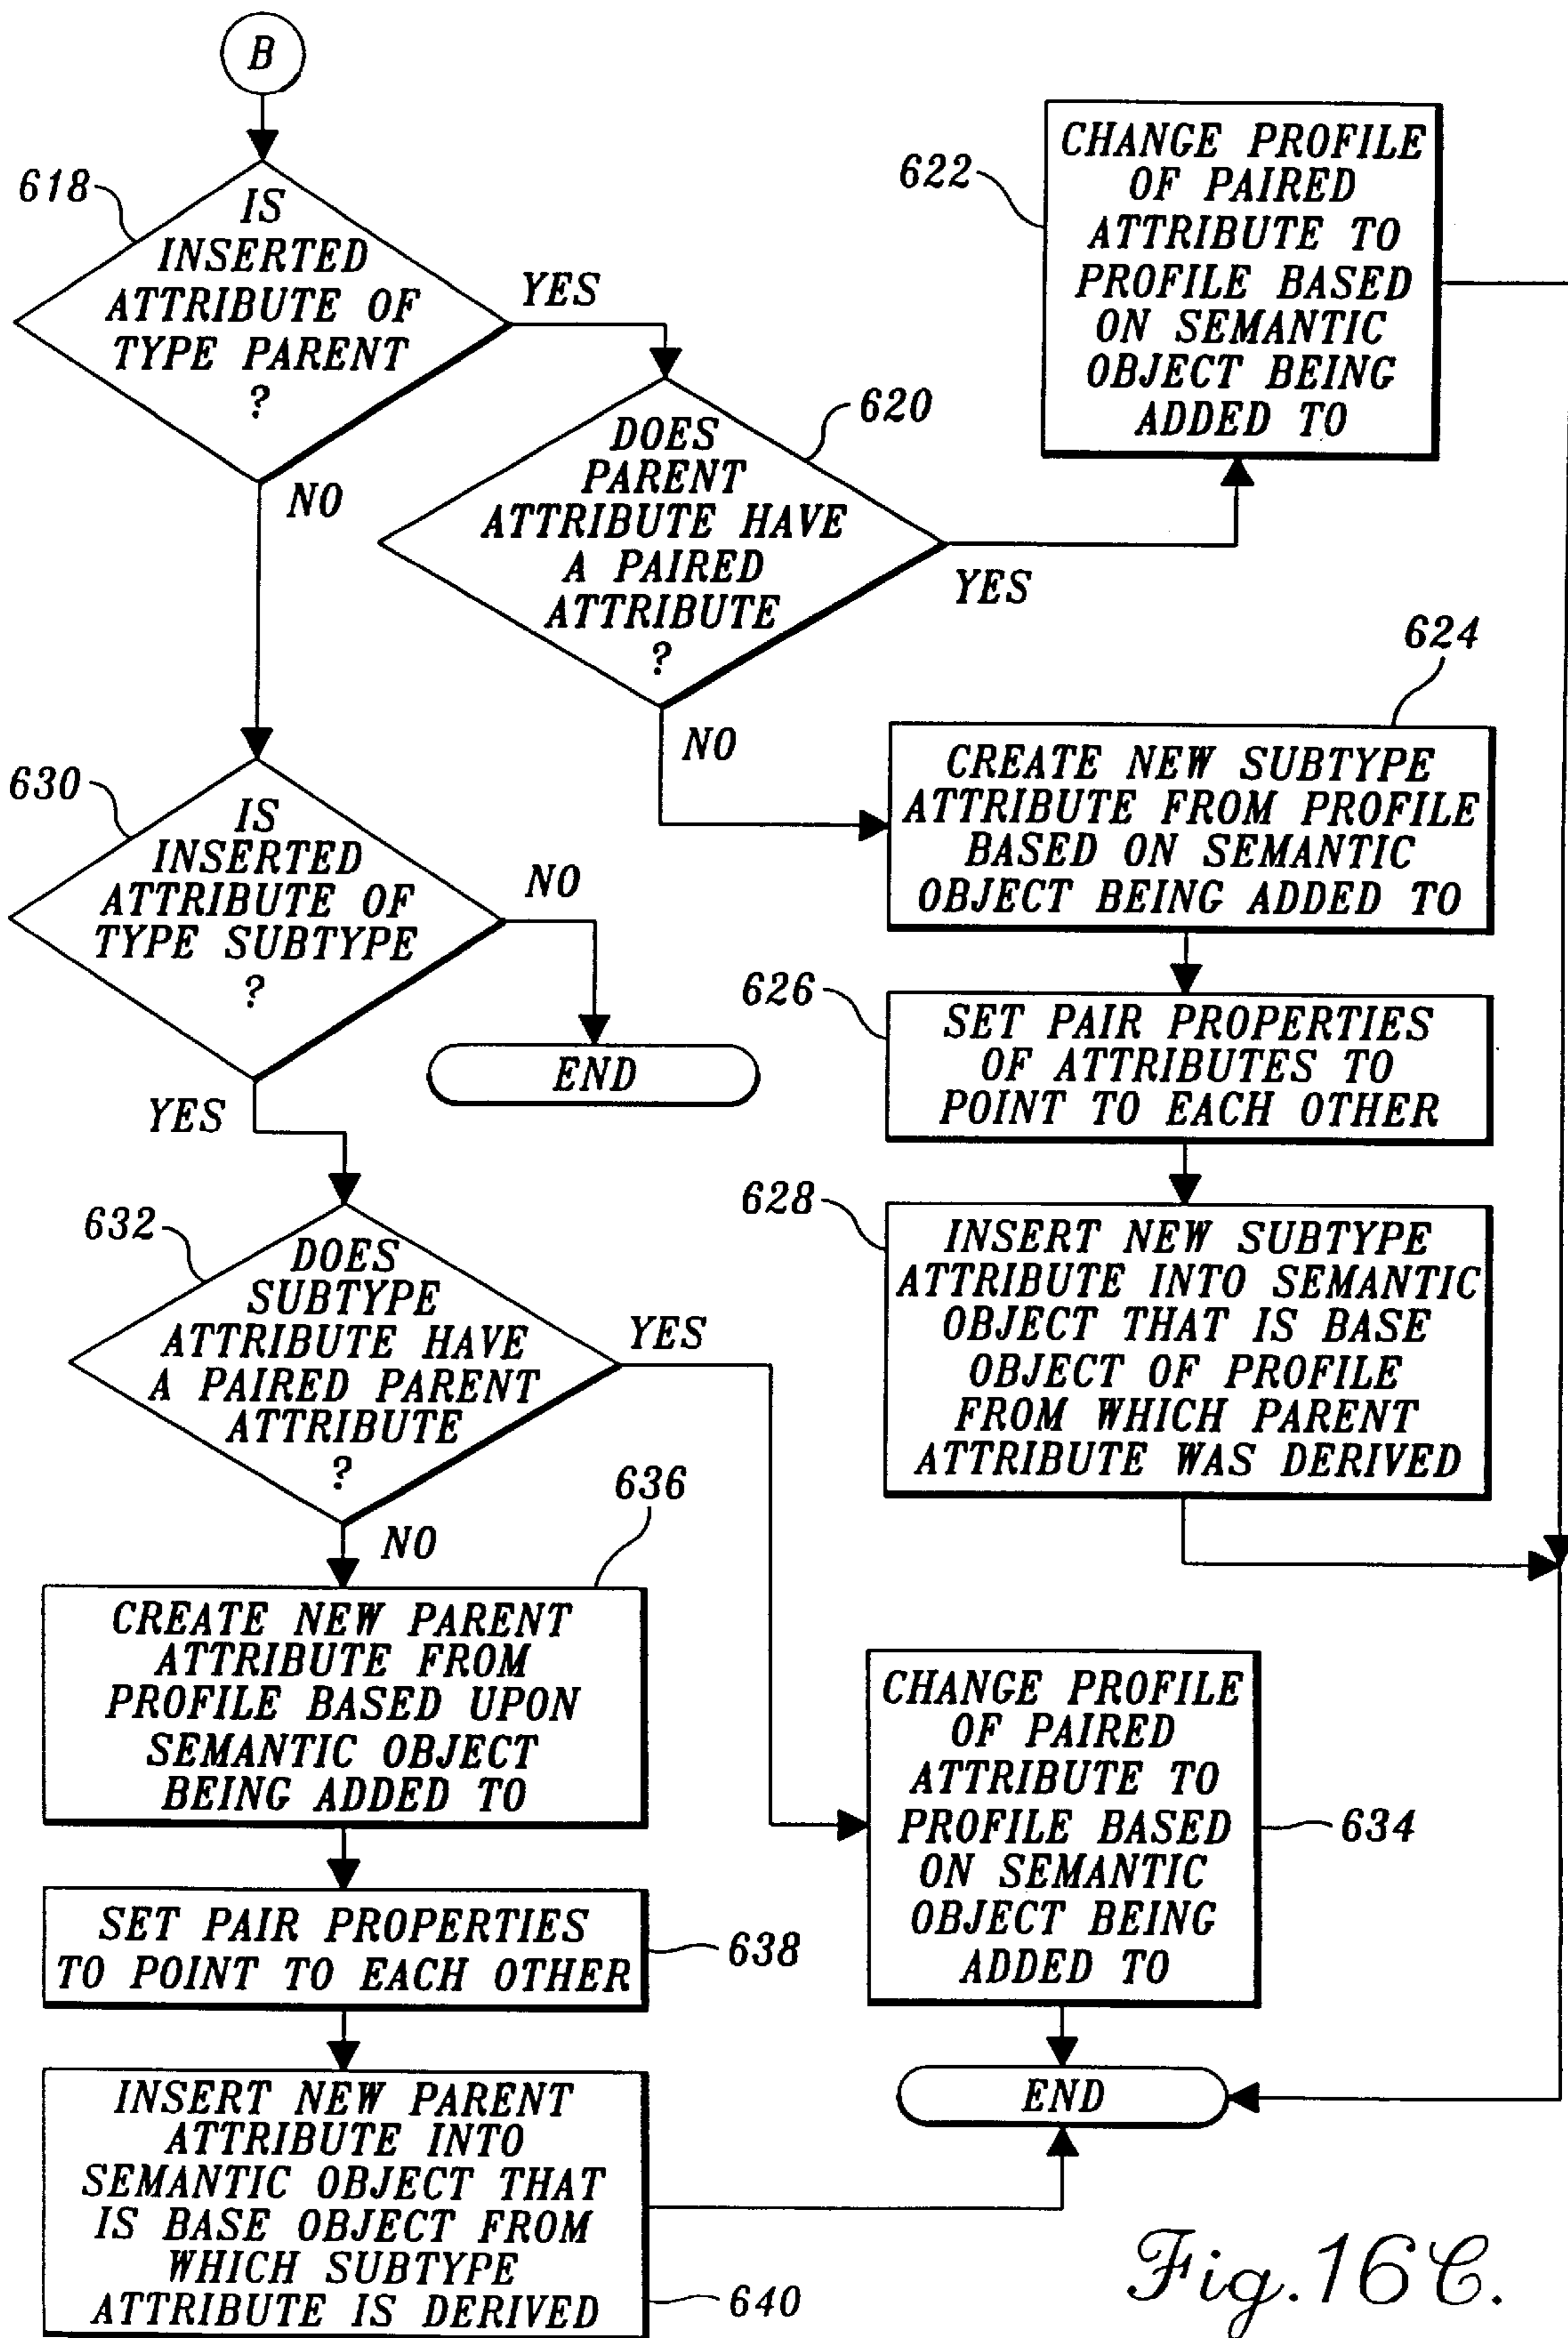 B
618
IS
INSERTED
ATTRIBUTE OF
TYPE PARENT
?
YES
NO
620
DOES
PARENT
ATTRIBUTE HAVE
A PAIRED
ATTRIBUTE
?
YES
NO
622
CHANGE PROFILE
OF PAIRED
ATTRIBUTE TO
PROFILE BASED
ON SEMANTIC
OBJECT BEING
ADDED TO
624
CREATE NEW SUBTYPE
ATTRIBUTE FROM PROFILE
BASED ON SEMANTIC
OBJECT BEING ADDED TO
626
SET PAIR PROPERTIES
OF ATTRIBUTES TO
POINT TO EACH OTHER
628
INSERT NEW SUBTYPE
ATTRIBUTE INTO SEMANTIC
OBJECT THAT IS BASE
OBJECT OF PROFILE
FROM WHICH PARENT
ATTRIBUTE WAS DERIVED
630
IS
INSERTED
ATTRIBUTE OF
TYPE SUBTYPE
?
NO
END
YES
632
DOES
SUBTYPE
ATTRIBUTE HAVE
A PAIRED PARENT
ATTRIBUTE
?
YES
NO
636
CREATE NEW PARENT
ATTRIBUTE FROM
PROFILE BASED UPON
SEMANTIC OBJECT
BEING ADDED TO
SET PAIR PROPERTIES
TO POINT TO EACH OTHER
638
INSERT NEW PARENT
ATTRIBUTE INTO
SEMANTIC OBJECT THAT
IS BASE OBJECT FROM
WHICH SUBTYPE
ATTRIBUTE IS DERIVED
640
CHANGE PROFILE
OF PAIRED
ATTRIBUTE TO
PROFILE BASED
ON SEMANTIC
OBJECT BEING
ADDED TO
634
END
Fig.16C.